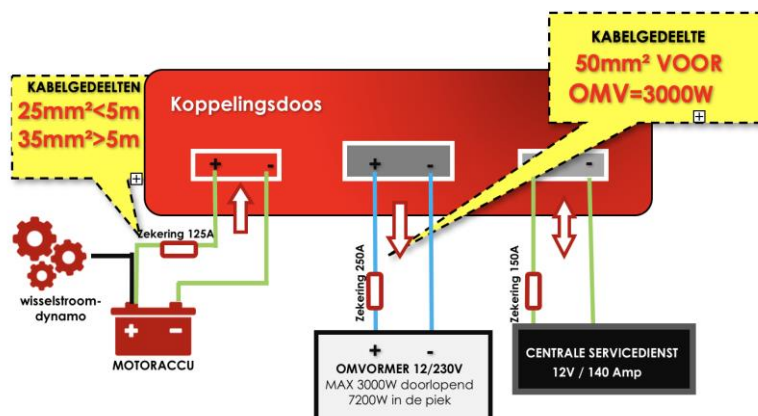 KABELGEDEELTEN
25mm²<5m
35mm²>5m
Koppelingsdoos
KABELGEDEELTE
50mm² VOOR
OMV=3000W
+ -
+ -
-
Zekering 125A
Zekering 250A
Zekering 150A
wisselstroom-
dynamo
+ -
MOTORACCU
+ -
OMVORMER 12/230V
MAX 3000W doorlopend
7200W in de piek
CENTRALE SERVICEDIENST
12V / 140 Amp